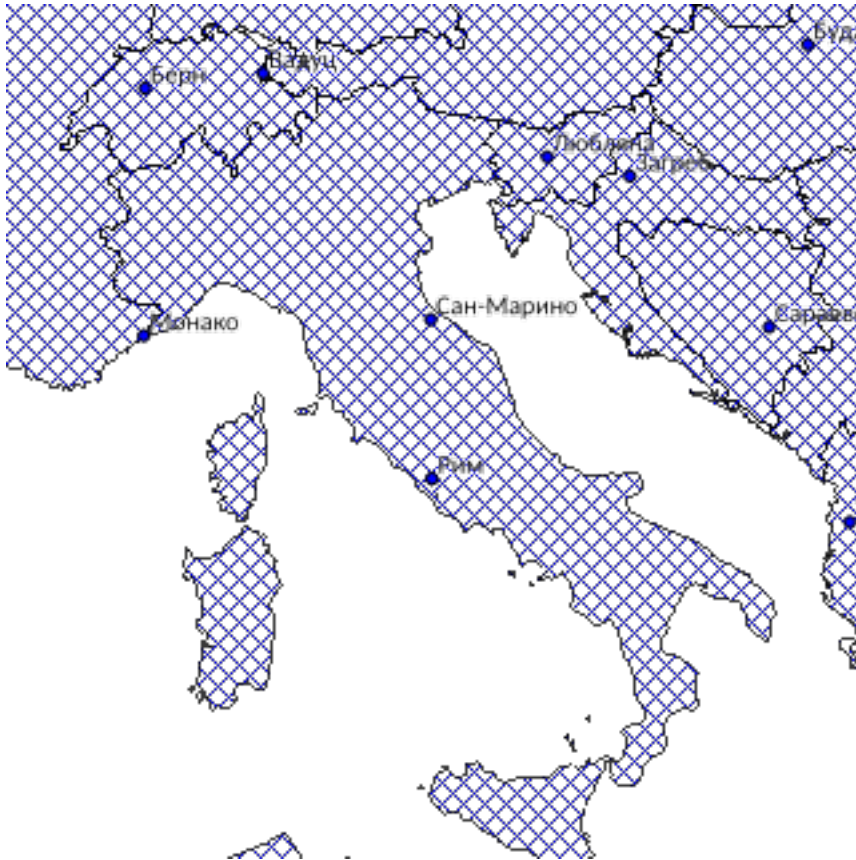 Вадуц
Берн
Любляна
Загреб
Сан-Марино
Монако
Рим